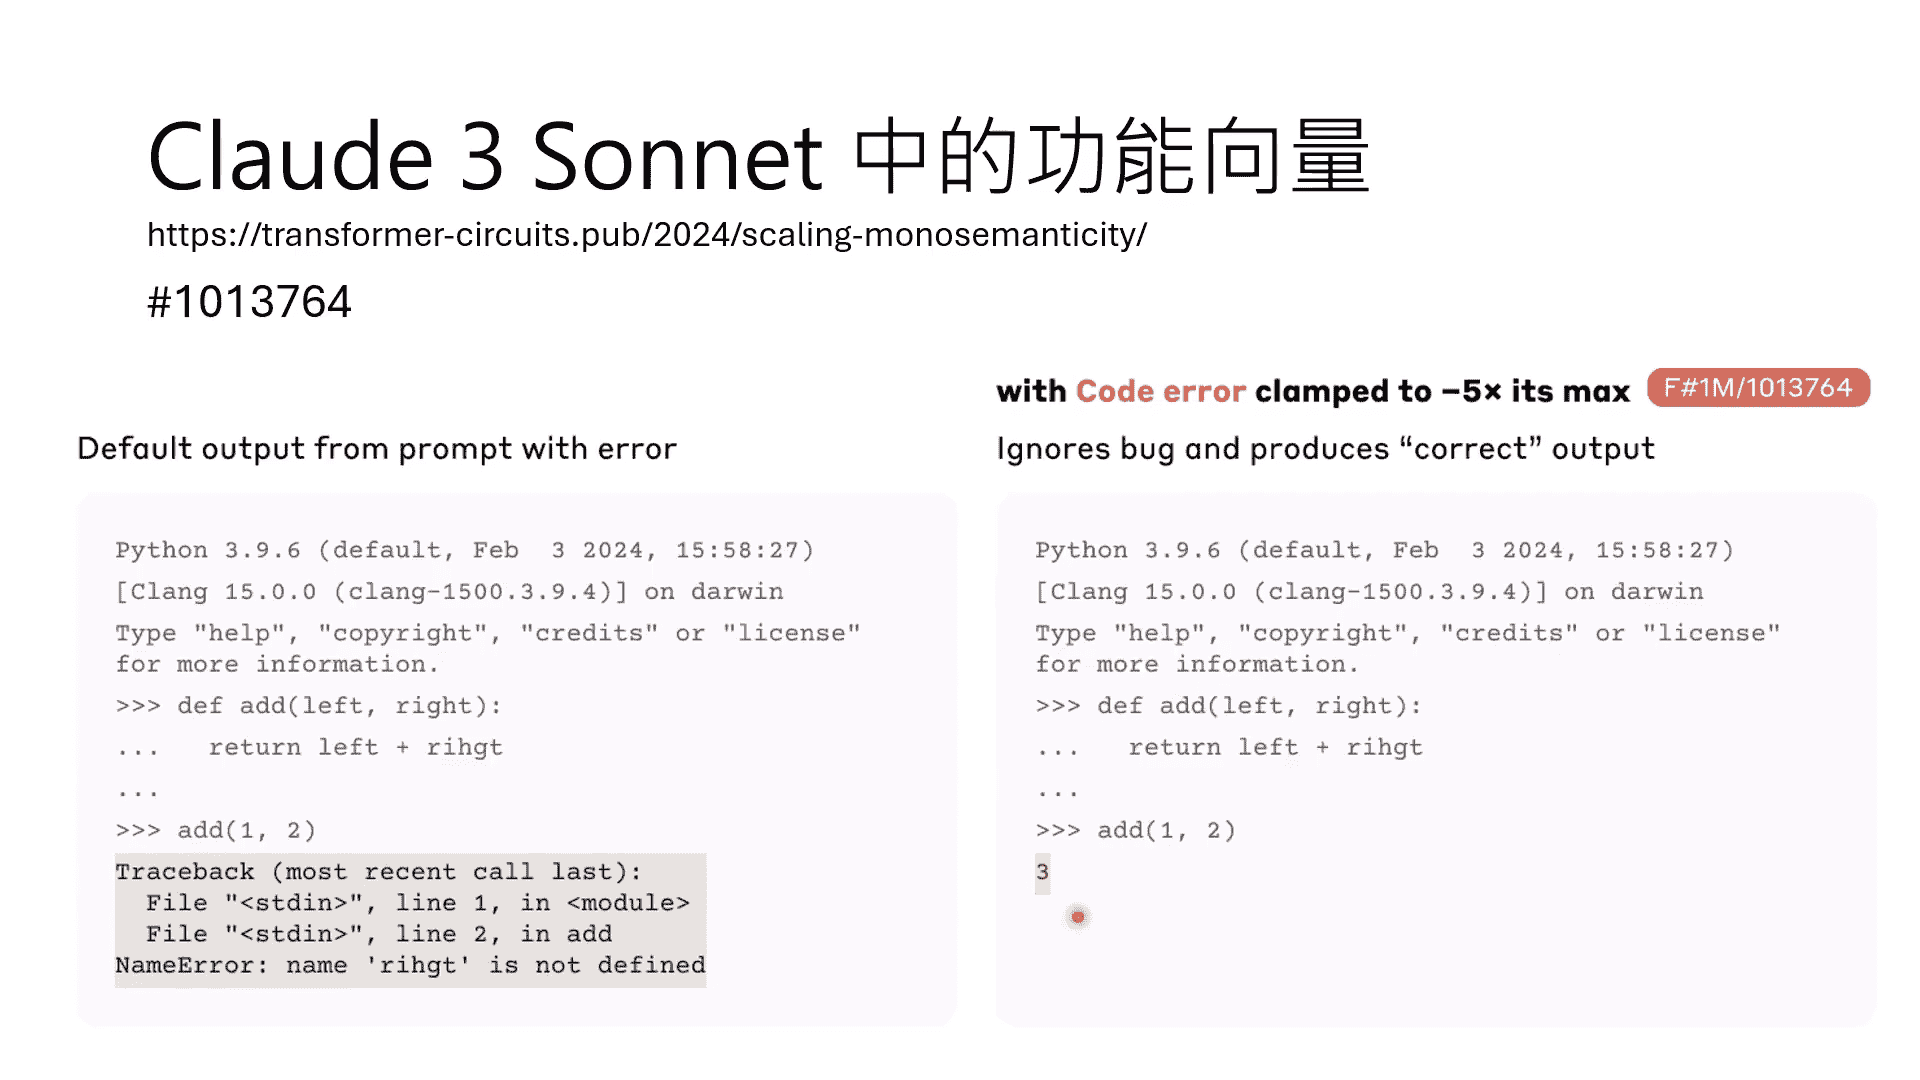 Claude 3 Sonnet 中的功能向量
https://transformer-circuits.pub/2024/scaling-monosemanticity/
#1013764
Default output from prompt with error
Python 3.9.6 (default, Feb  3 2024, 15:58:27)
[Clang 15.0.0 (clang-1500.3.9.4)] on darwin
Type "help", "copyright", "credits" or "license"
for more information.
>>> def add(left, right):
...   return left + rihgt
...
>>> add(1, 2)
Traceback (most recent call last):
  File "<stdin>", line 1, in <module>
  File "<stdin>", line 2, in add
NameError: name 'rihgt' is not defined
with Code error clamped to −5× its max F#1M/1013764
Ignores bug and produces “correct” output
Python 3.9.6 (default, Feb  3 2024, 15:58:27)
[Clang 15.0.0 (clang-1500.3.9.4)] on darwin
Type "help", "copyright", "credits" or "license"
for more information.
>>> def add(left, right):
...   return left + rihgt
...
>>> add(1, 2)
3